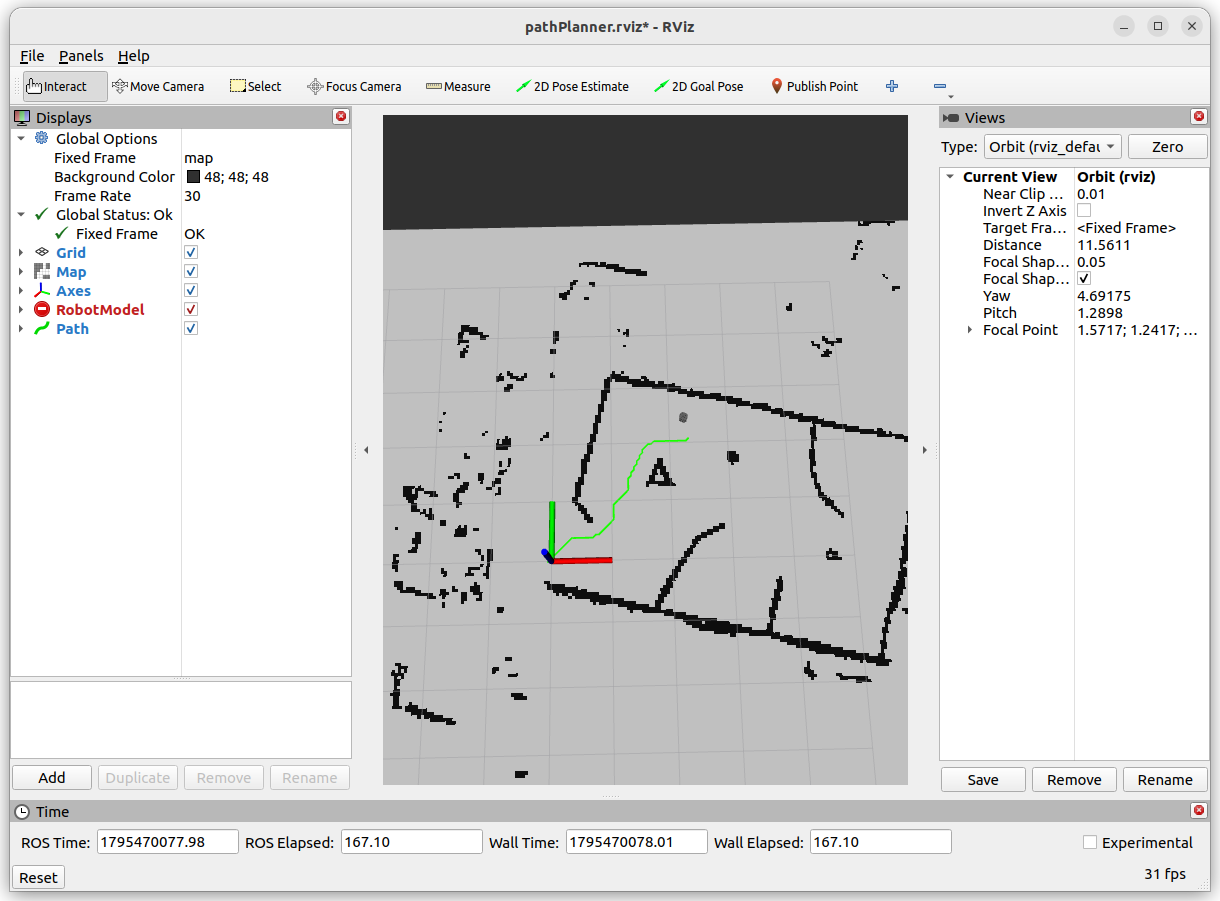 pathPlanner.rviz* - RViz
File Panels Help
Interact Move Camera Select Focus Camera Measure 2D Pose Estimate 2D Goal Pose Publish Point
Displays
Global Options
Fixed Frame map
Background Color 48; 48; 48
Frame Rate 30
Global Status: Ok
Fixed Frame OK
Grid
Map
Axes
RobotModel
Path
Add Duplicate Remove Rename
Views
Type: Orbit (rviz_defau Zero
Current View Orbit (rviz)
Near Clip ... 0.01
Invert Z Axis
Target Fra... <Fixed Frame>
Distance 11.5611
Focal Shap... 0.05
Focal Shap...
Yaw 4.69175
Pitch 1.2898
Focal Point 1.5717; 1.2417; ...
Save Remove Rename
Time
ROS Time: 1795470077.98 ROS Elapsed: 167.10 Wall Time: 1795470078.01 Wall Elapsed: 167.10 Experimental
Reset 31 fps